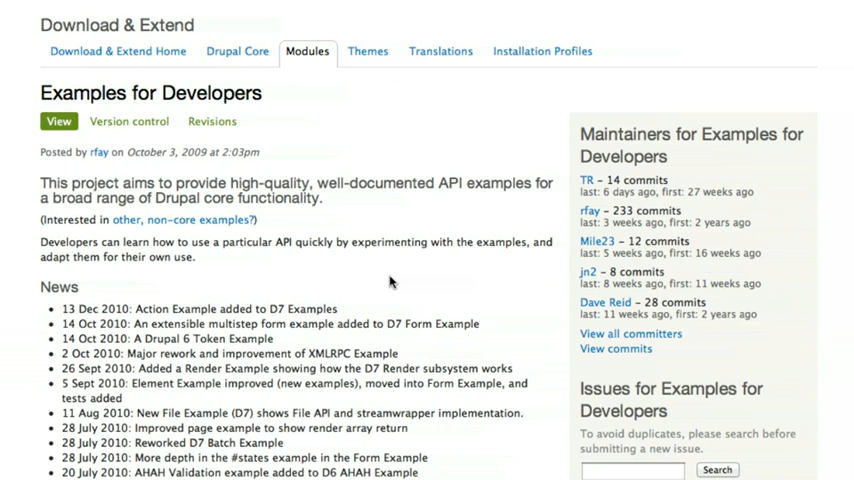 Download & Extend
Download & Extend Home Drupal Core Modules Themes Translations Installation Profiles
Examples for Developers
View Version control Revisions
Posted by rfay on October 3, 2009 at 2:03pm
This project aims to provide high-quality, well-documented API examples for
a broad range of Drupal core functionality.
(Interested in other, non-core examples?)
Developers can learn how to use a particular API quickly by experimenting with the examples, and
adapt them for their own use.
News
13 Dec 2010: Action Example added to D7 Examples
14 Oct 2010: An extensible multistep form example added to D7 Form Example
14 Oct 2010: A Drupal 6 Token Example
2 Oct 2010: Major rework and improvement of XMLRPC Example
26 Sept 2010: Added a Render Example showing how the D7 Render subsystem works
5 Sept 2010: Element Example improved (new examples), moved into Form Example, and
tests added
11 Aug 2010: New File Example (D7) shows File API and streamwrapper implementation.
28 July 2010: Improved page example to show render array return
28 July 2010: Reworked D7 Batch Example
28 July 2010: More depth in the #states example in the Form Example
20 July 2010: AHAH Validation example added to D6 AHAH Example
Maintainers for Examples for
Developers
TR – 14 commits
last: 6 days ago, first: 27 weeks ago
rfay – 233 commits
last: 3 weeks ago, first: 2 years ago
Mile23 – 12 commits
last: 5 weeks ago, first: 16 weeks ago
jn2 – 8 commits
last: 8 weeks ago, first: 11 weeks ago
Dave Reid – 28 commits
last: 11 weeks ago, first: 2 years ago
View all committers
View commits
Issues for Examples for
Developers
To avoid duplicates, please search before
submitting a new issue.
Search